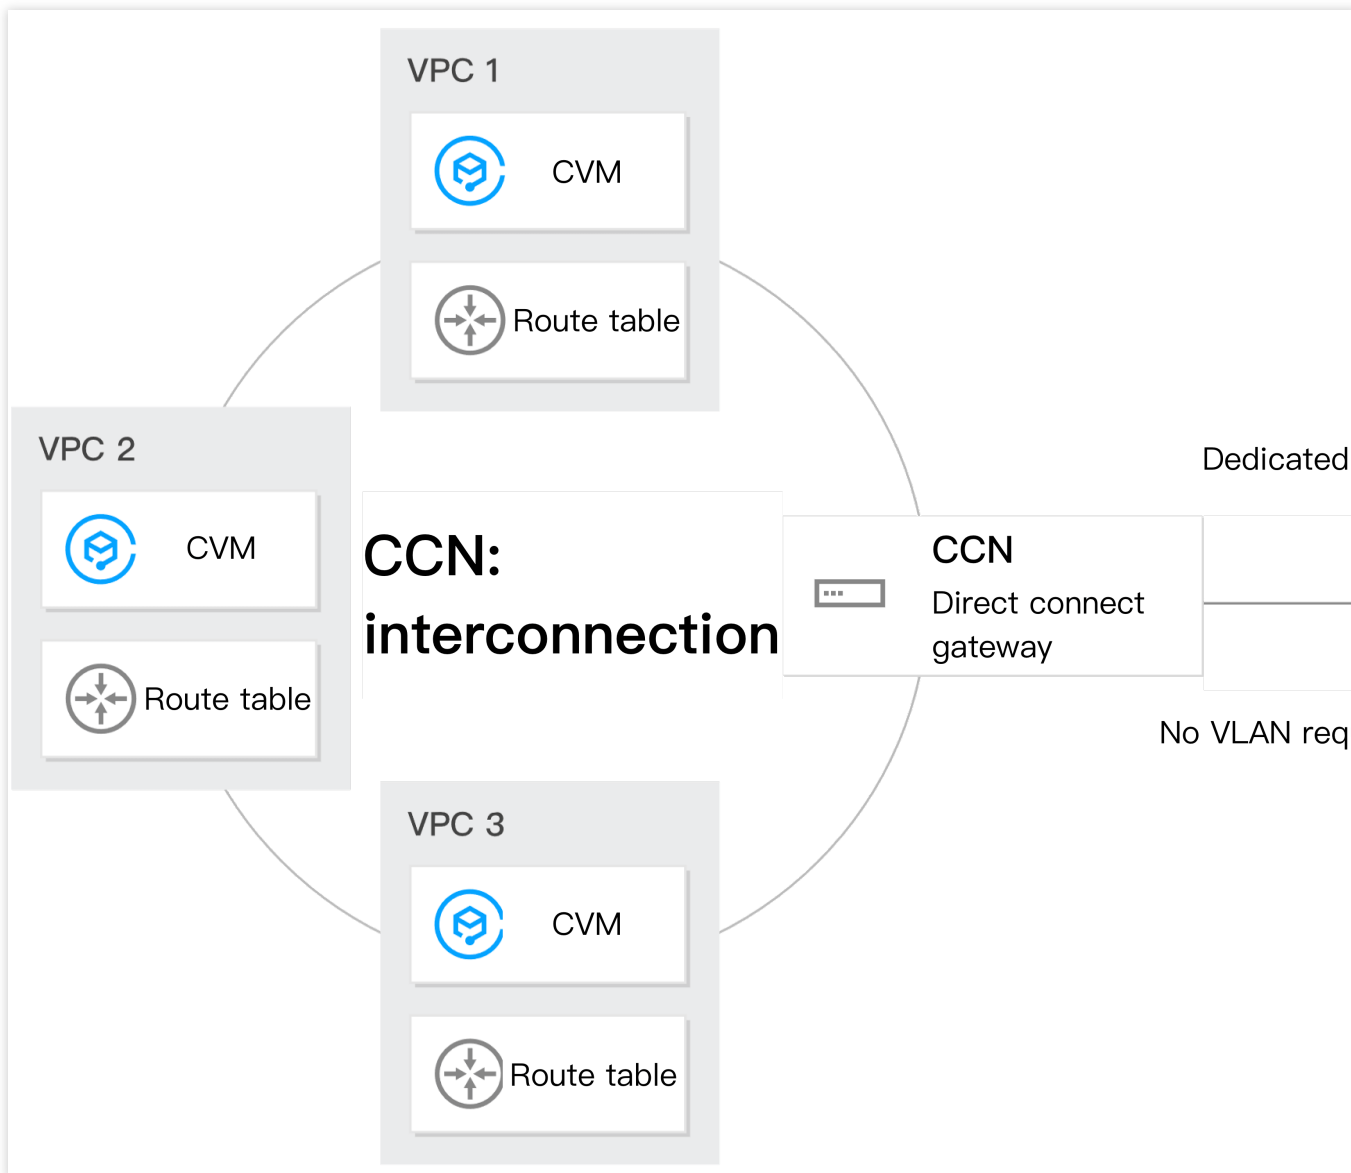 VPC 1
CVM
Route table
VPC 2
CVM
Route table
CCN:
interconnection
CCN
Direct connect
gateway
Dedicated
No VLAN req
VPC 3
CVM
Route table